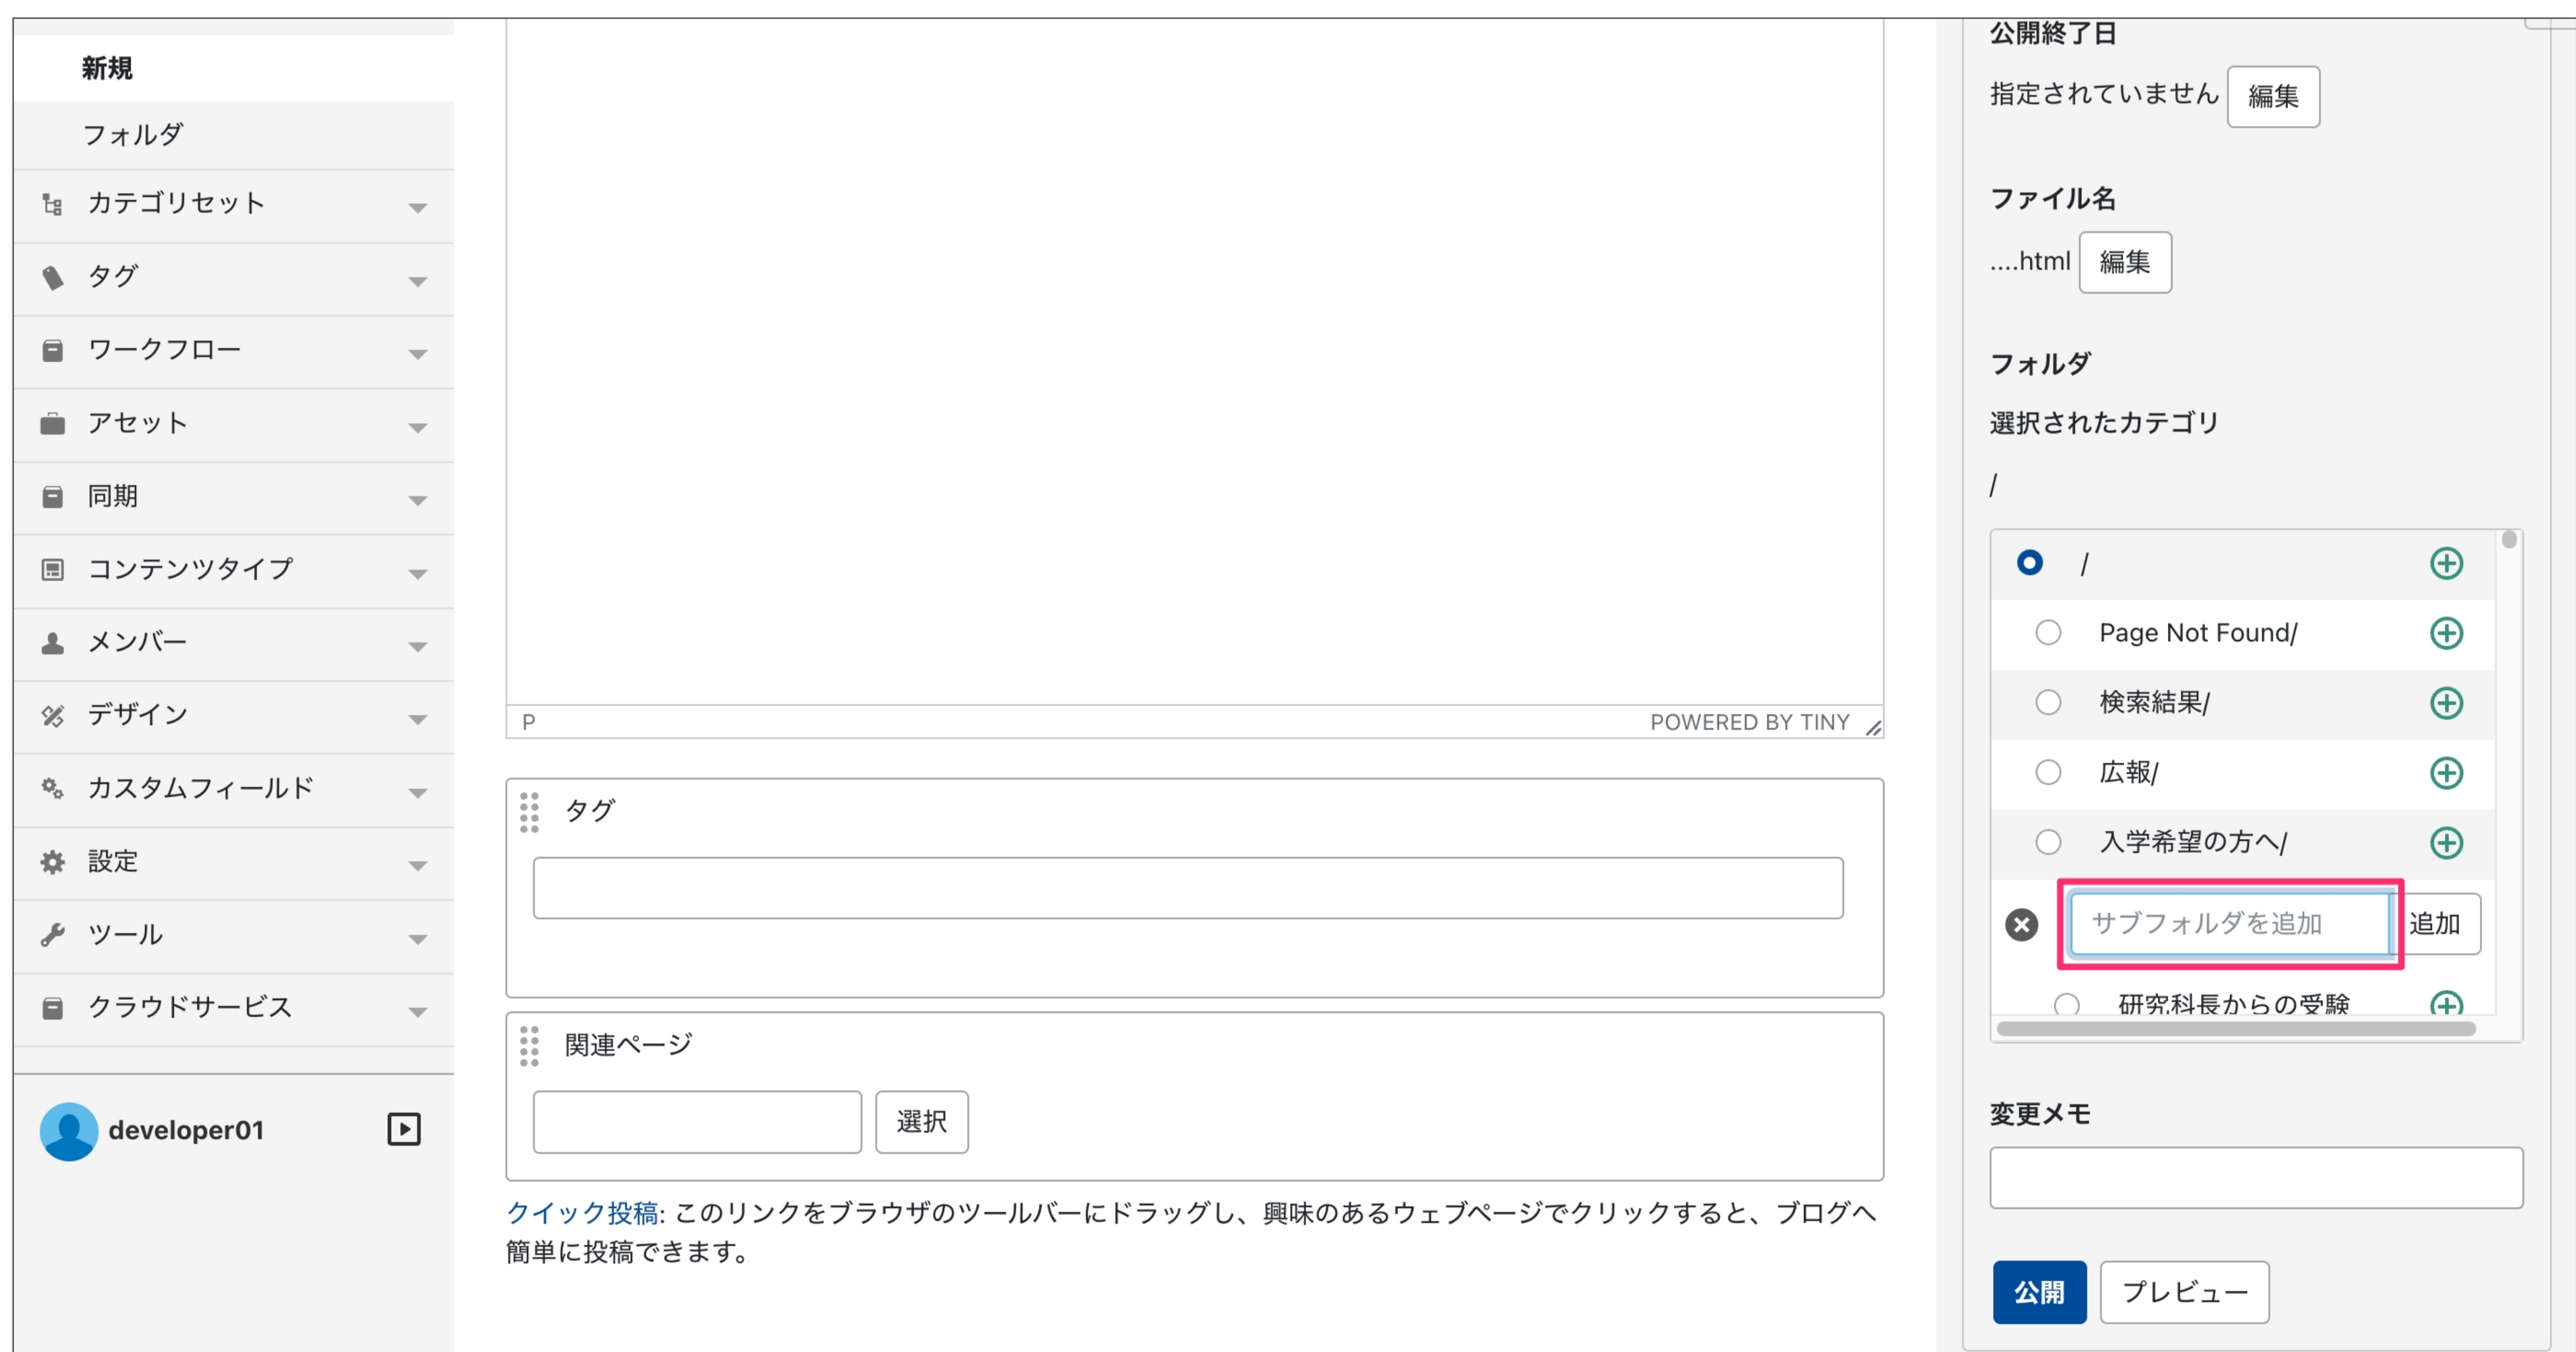 新規
フォルダ
カテゴリセット
タグ
ワークフロー
アセット
同期
コンテンツタイプ
メンバー
デザイン
カスタムフィールド
設定
ツール
クラウドサービス
developer01
P
POWERED BY TINY
タグ
関連ページ
選択
クイック投稿: このリンクをブラウザのツールバーにドラッグし、興味のあるウェブページでクリックすると、ブログへ
簡単に投稿できます。
公開終了日
指定されていません 編集
ファイル名
....html 編集
フォルダ
選択されたカテゴリ
/
/
Page Not Found/
検索結果/
広報/
入学希望の方へ/
サブフォルダを追加 追加
研究科長からの受験
変更メモ
公開 プレビュー